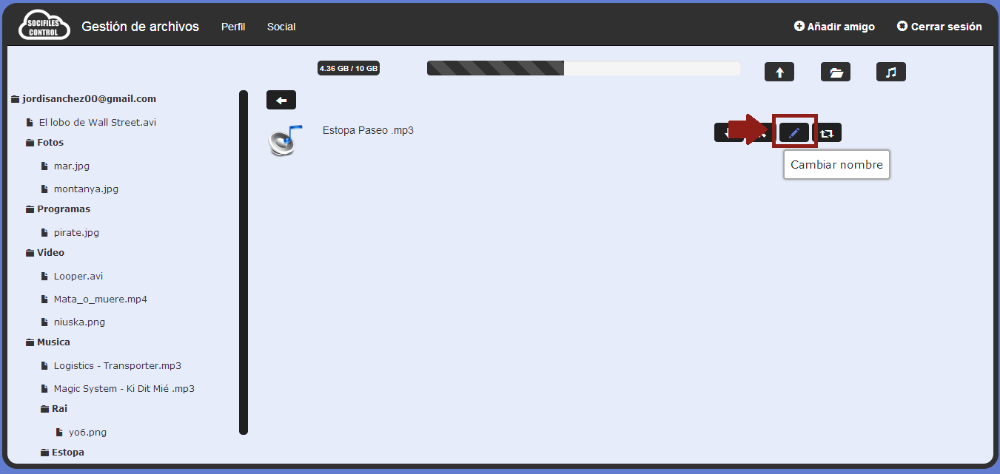 SOCIFILES
CONTROL
Gestión de archivos
Perfil
Social
Añadir amigo
Cerrar sesión
4.36 GB / 10 GB
jordisanchez00@gmail.com
El lobo de Wall Street.avi
Fotos
mar.jpg
montanya.jpg
Programas
pirate.jpg
Video
Looper.avi
Mata_o_muere.mp4
niuska.png
Musica
Logistics - Transporter.mp3
Magic System - Ki Dit Mié .mp3
Rai
yo6.png
Estopa
Estopa Paseo .mp3
Cambiar nombre